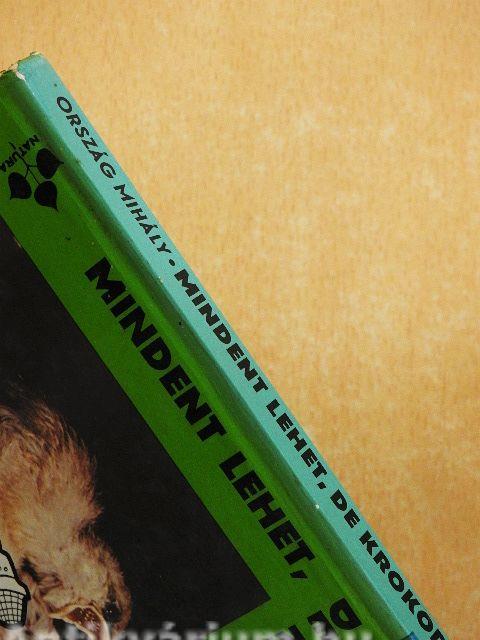 ORSZÁG MIHÁLY • MINDENT LEHET, DE KROKOD
NATURA
MINDENT LEHET,